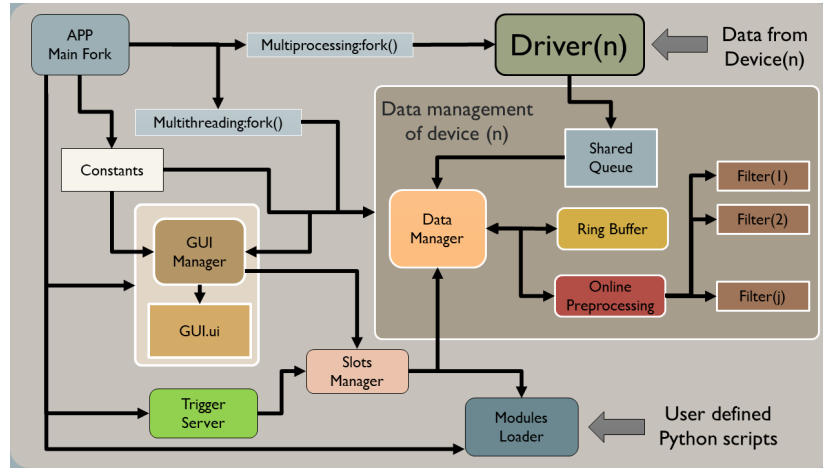 APP
Main Fork
Multiprocessing:fork()
Driver(n)
Data from
Device(n)
Multithreading:fork()
Data management
of device (n)
Shared
Queue
Constants
Filter(1)
Data
Manager
Ring Buffer
Filter(2)
GUI
Manager
Online
Preprocessing
Filter(j)
GUI.ui
Slots
Manager
Trigger
Server
Modules
Loader
User defined
Python scripts